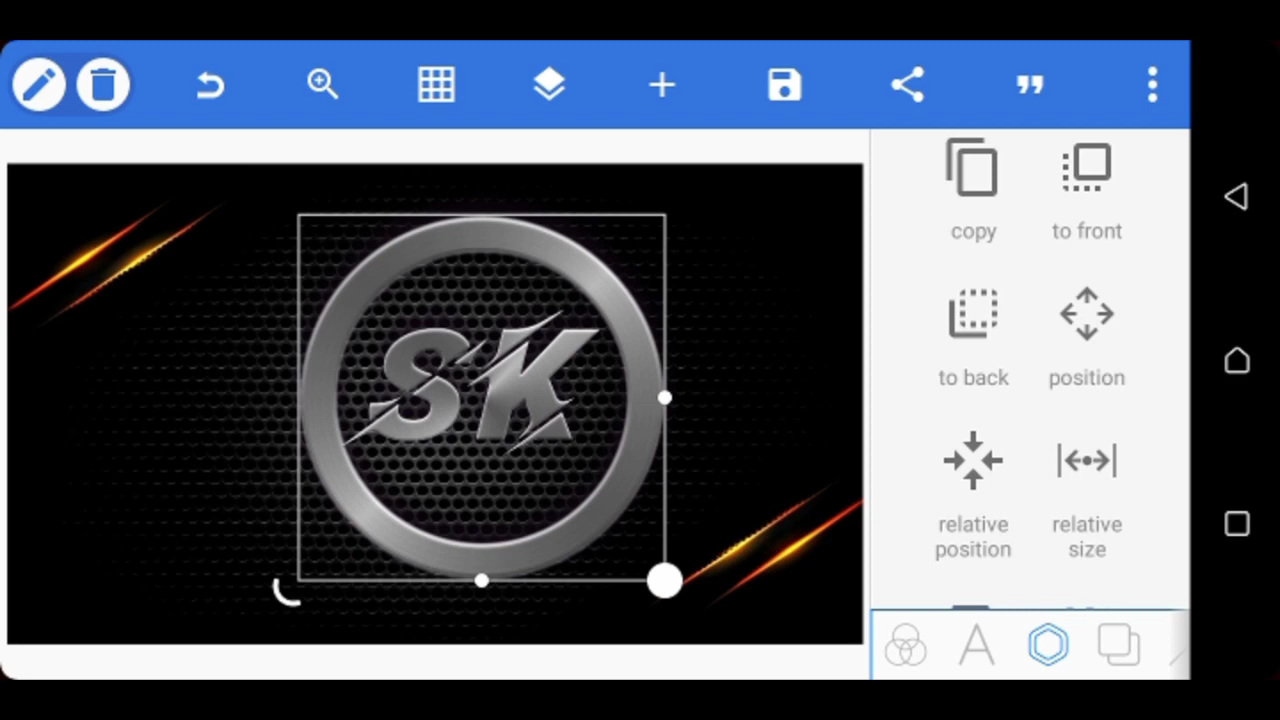 copy
to front
SK
to back
position
relative
position
relative
size